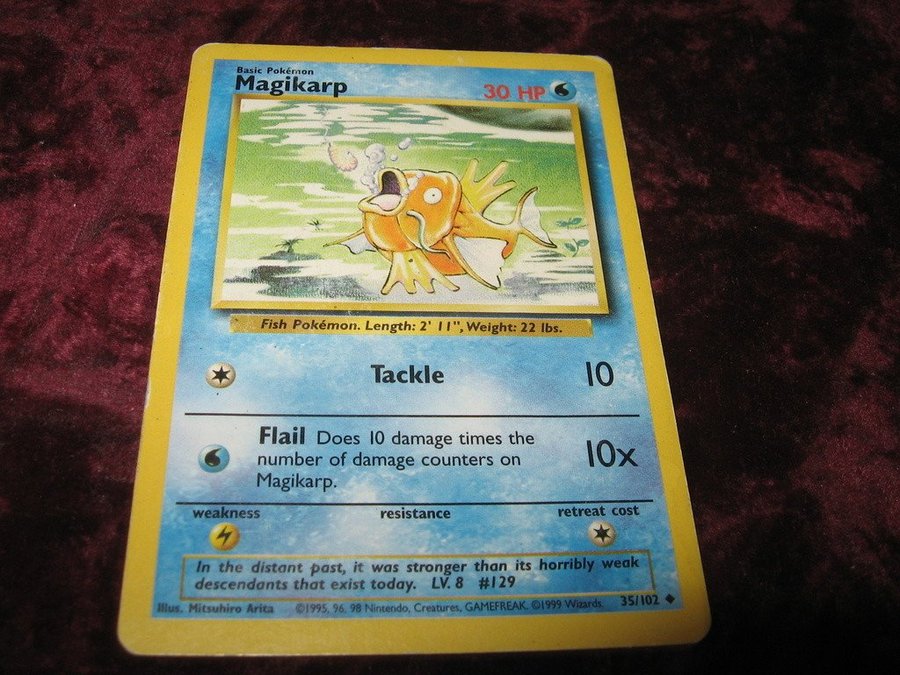 Basic Pokémon
Magikarp
30 HP
Fish Pokémon. Length: 2' 11", Weight: 22 lbs.
Tackle 10
Flail Does 10 damage times the
number of damage counters on
Magikarp.
10x
weakness resistance retreat cost
In the distant past, it was stronger than its horribly weak
descendants that exist today. LV. 8 #129
Illus. Mitsuhiro Arita ©1995, 96, 98 Nintendo, Creatures, GAMEFREAK. ©1999 Wizards. 35/102